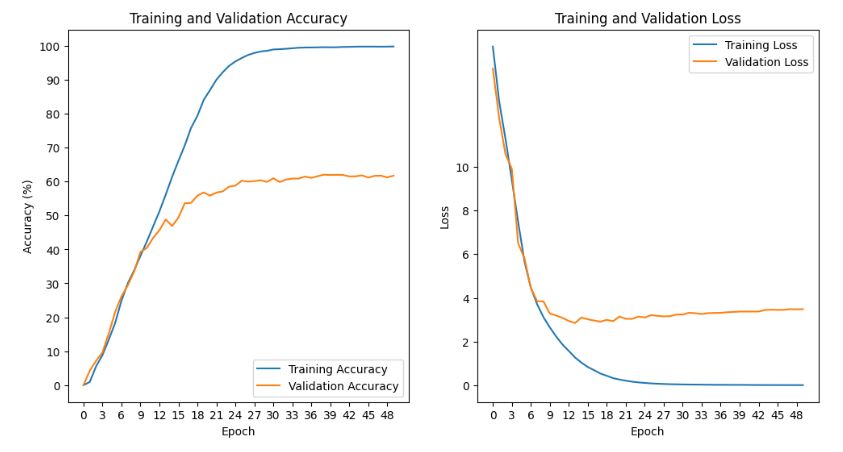 Training and Validation Accuracy
100
90
80
70
60
50
40
30
20
10
0
Accuracy (%)
Training Accuracy
Validation Accuracy
0 3 6 9 12 15 18 21 24 27 30 33 36 39 42 45 48
Epoch
Training and Validation Loss
Training Loss
Validation Loss
10
8
6
4
2
0
Loss
0 3 6 9 12 15 18 21 24 27 30 33 36 39 42 45 48
Epoch